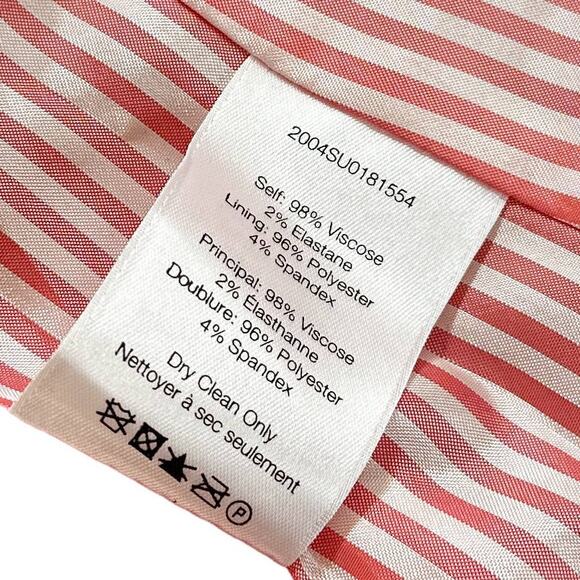 2004SU0181554
Self: 98% Viscose
2% Elastane
Lining: 96% Polyester
4% Spandex
Principal: 98% Viscose
2% Élasthanne
Doublure: 96% Polyester
4% Spandex
Dry Clean Only
Nettoyer à sec seulement
P